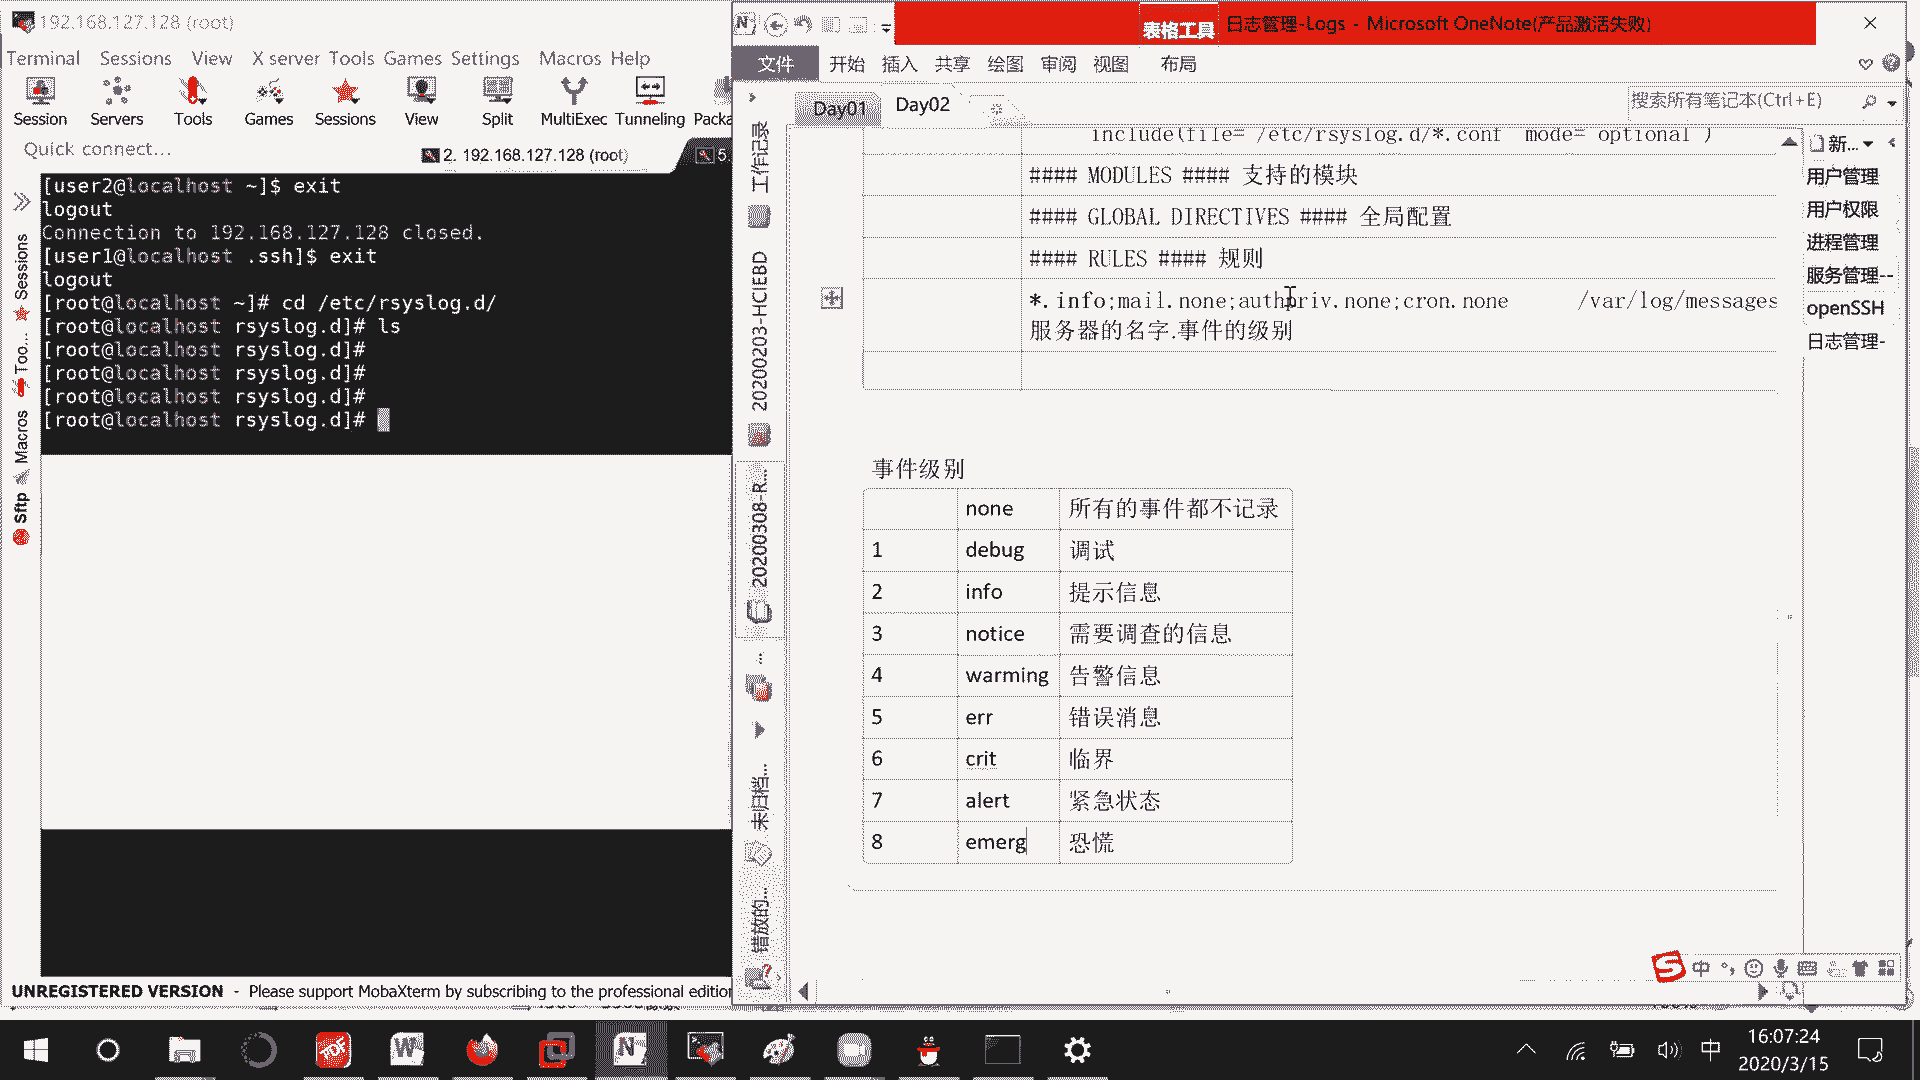 192.168.127.128 (root)
Terminal Sessions View X server Tools Games Settings Macros Help
Session Servers Tools Games Sessions View Split MultiExec Tunneling Packa
Quick connect...
2. 192.168.127.128 (root)
5.
Sessions
Too...
Macros
Sftp
[user2@localhost ~]$ exit
logout
Connection to 192.168.127.128 closed.
[user1@localhost .ssh]$ exit
logout
[root@localhost ~]# cd /etc/rsyslog.d/
[root@localhost rsyslog.d]# ls
[root@localhost rsyslog.d]#
[root@localhost rsyslog.d]#
[root@localhost rsyslog.d]#
[root@localhost rsyslog.d]#
UNREGISTERED VERSION - Please support MobaXterm by subscribing to the professional edition
表格工具
日志管理-Logs - Microsoft OneNote(产品激活失败)
文件 开始 插入 共享 绘图 审阅 视图 布局
Day01 Day02
搜索所有笔记本(Ctrl+E)
工作记录
20200203-HCIEBD
20200308-R...
...
未归档...
错放的...
新...
用户管理
用户权限
进程管理
服务管理--
openSSH
日志管理-
include(file= /etc/rsyslog.d/*.conf mode= optional )
#### MODULES #### 支持的模块
#### GLOBAL DIRECTIVES #### 全局配置
#### RULES #### 规则
*.info;mail.none;authpriv.none;cron.none /var/log/messages
服务器的名字.事件的级别
事件级别
none 所有的事件都不记录
1 debug 调试
2 info 提示信息
3 notice 需要调查的信息
4 warming 告警信息
5 err 错误消息
6 crit 临界
7 alert 紧急状态
8 emerg 恐慌
中
中
16:07:24
2020/3/15